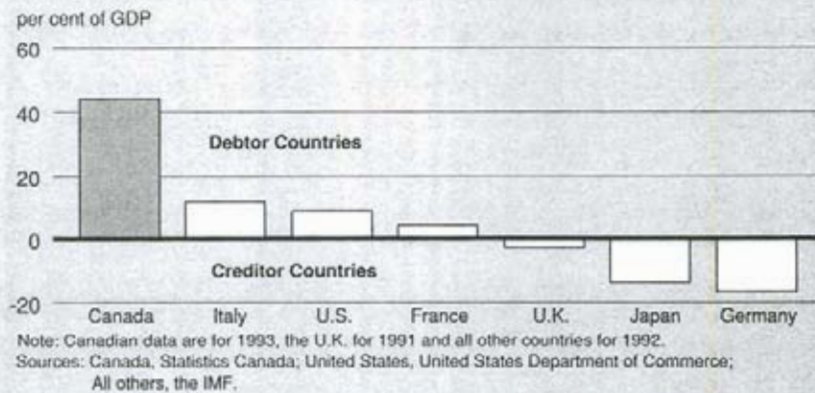 per cent of GDP
60
40
Debtor Countries
20
0
Creditor Countries
-20
Canada Italy U.S. France U.K. Japan Germany
Note: Canadian data are for 1993, the U.K. for 1991 and all other countries for 1992.
Sources: Canada, Statistics Canada; United States, United States Department of Commerce;
All others, the IMF.